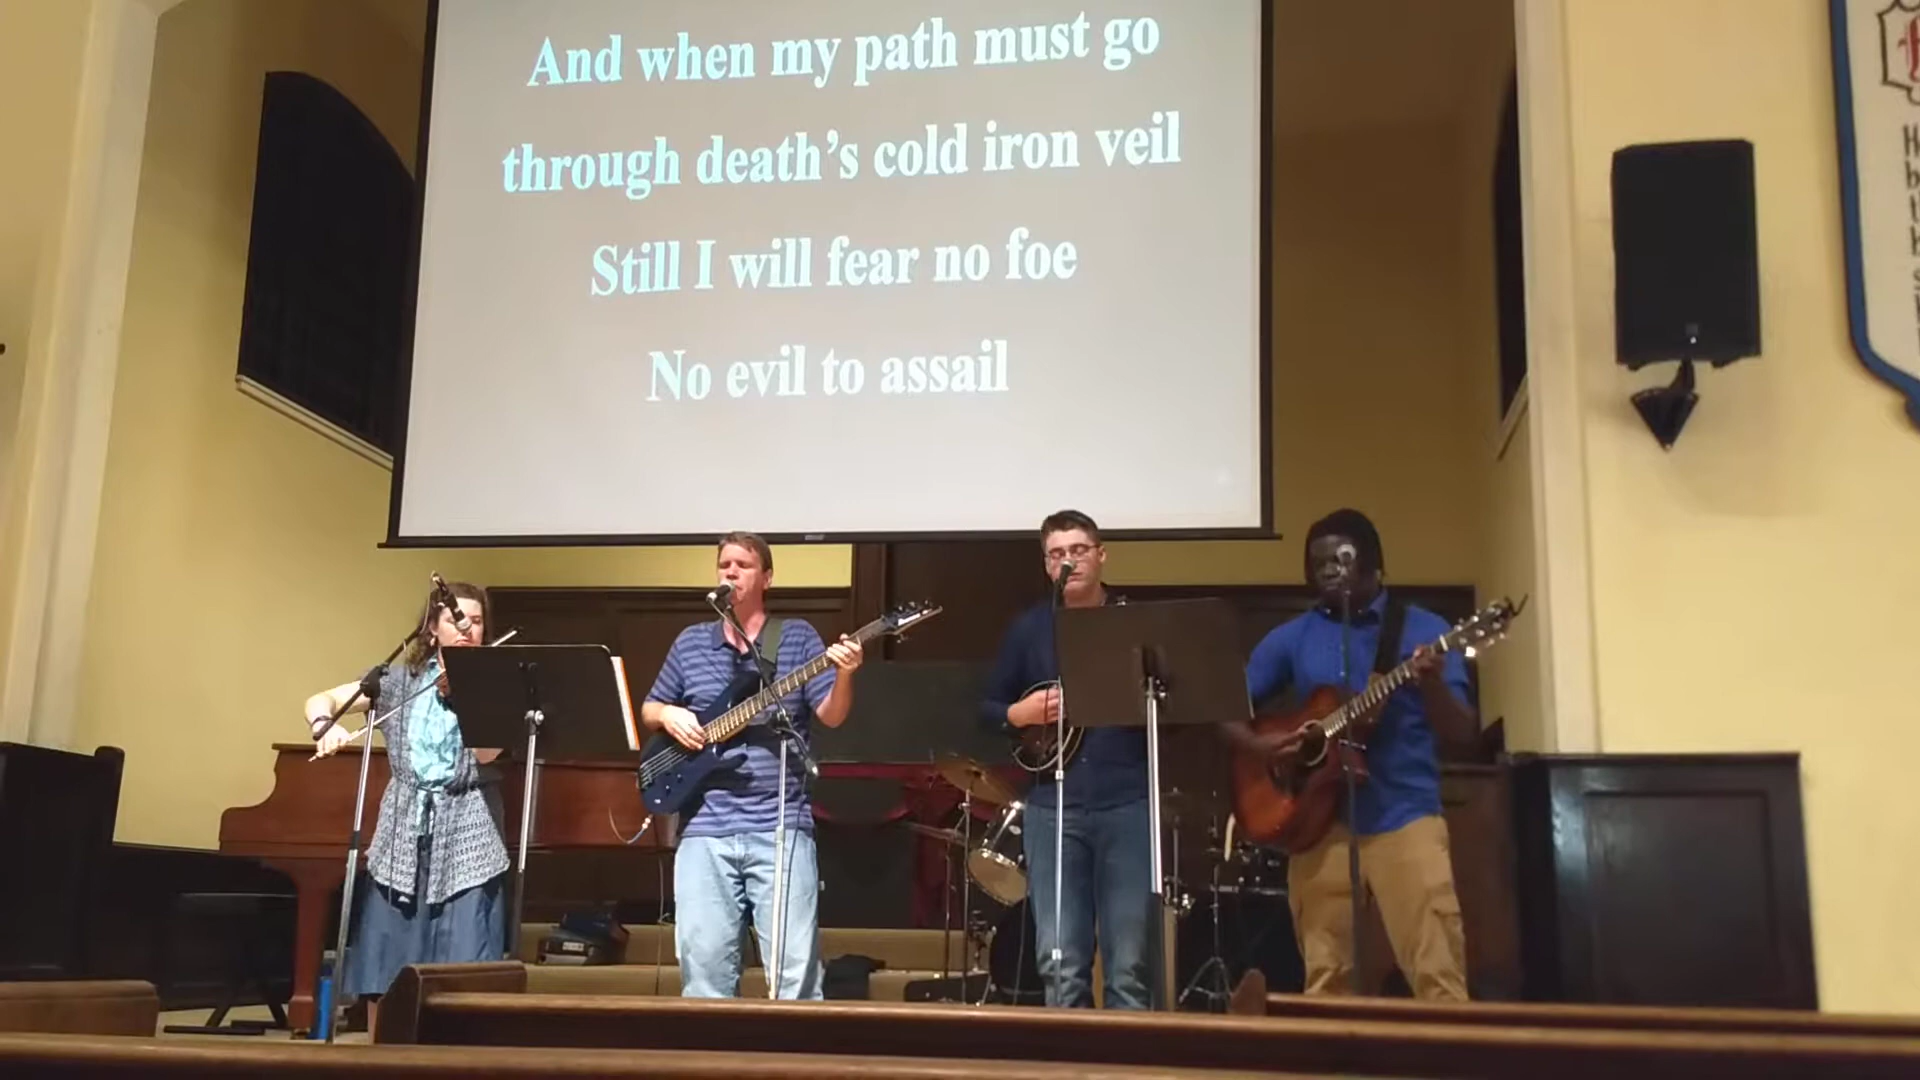 And when my path must go
through death's cold iron veil
Still I will fear no foe
No evil to assail